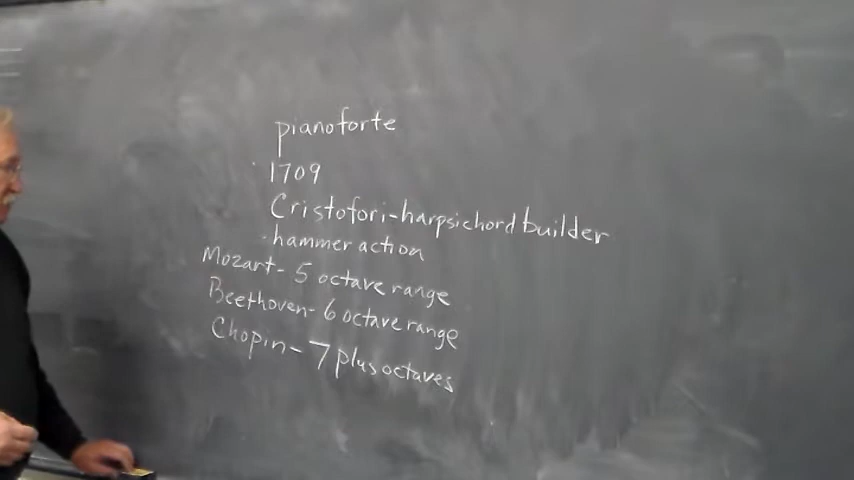 pianoforte
1709
Cristofori-harpsichord builder
hammer action
Mozart- 5 octave range
Beethoven- 6 octave range
Chopin- 7 plus octaves